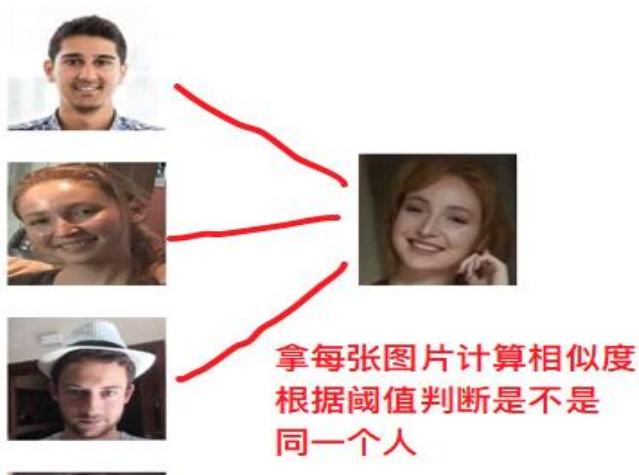 拿每张图片计算相似度
根据阈值判断是不是
同一个人